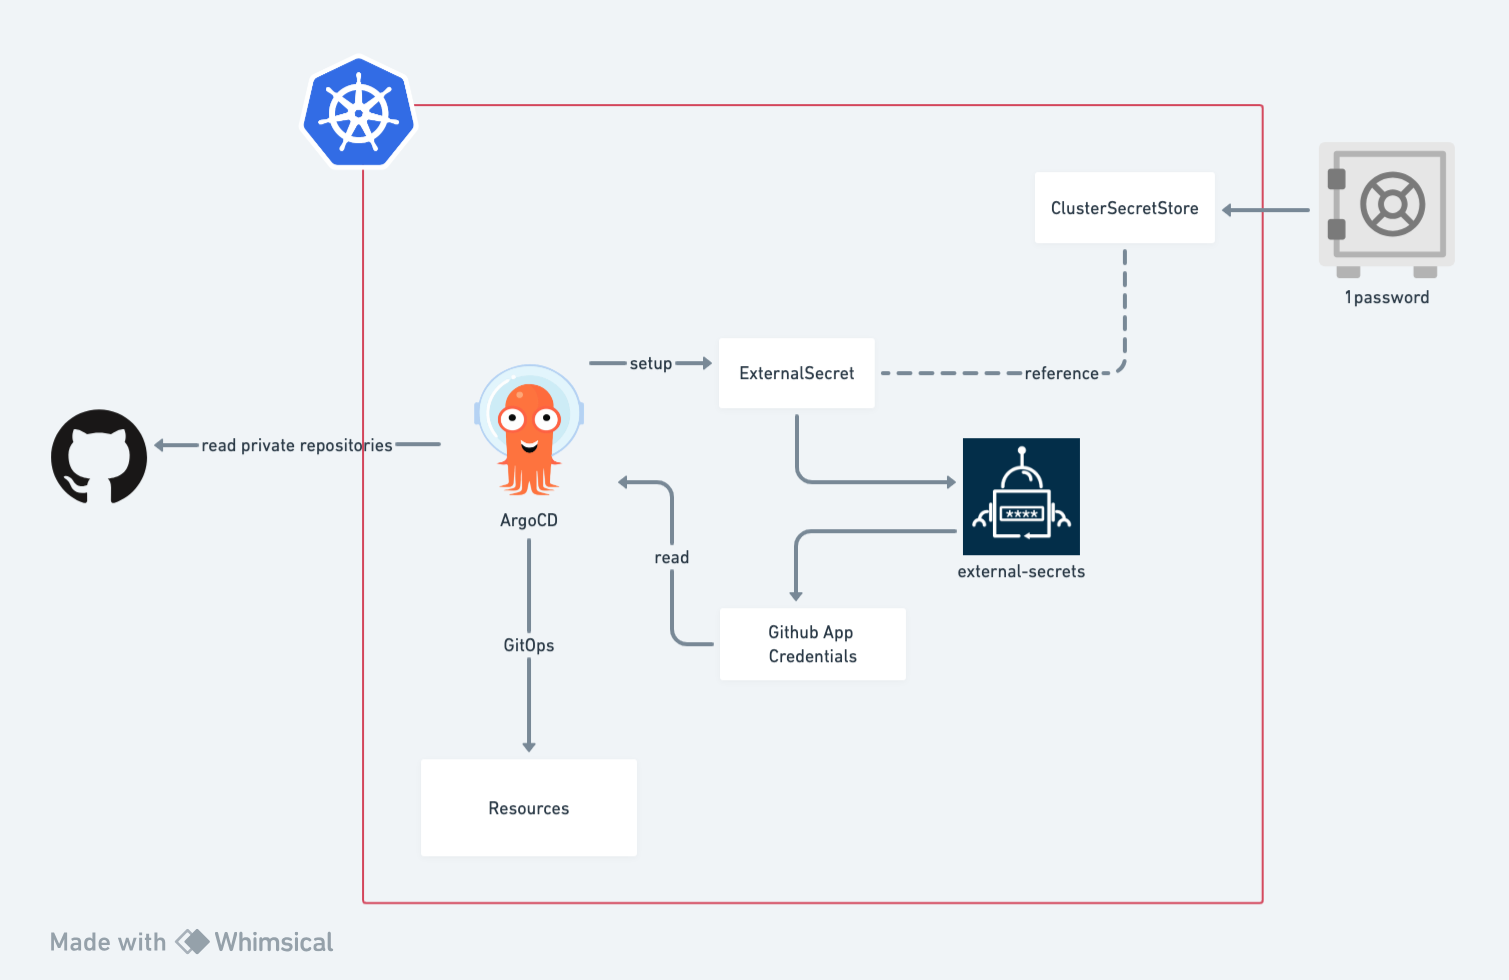 ClusterSecretStore
1password
setup
ExternalSecret
reference
read private repositories
ArgoCD
****
external-secrets
read
Github App
Credentials
GitOps
Resources
Made with Whimsical